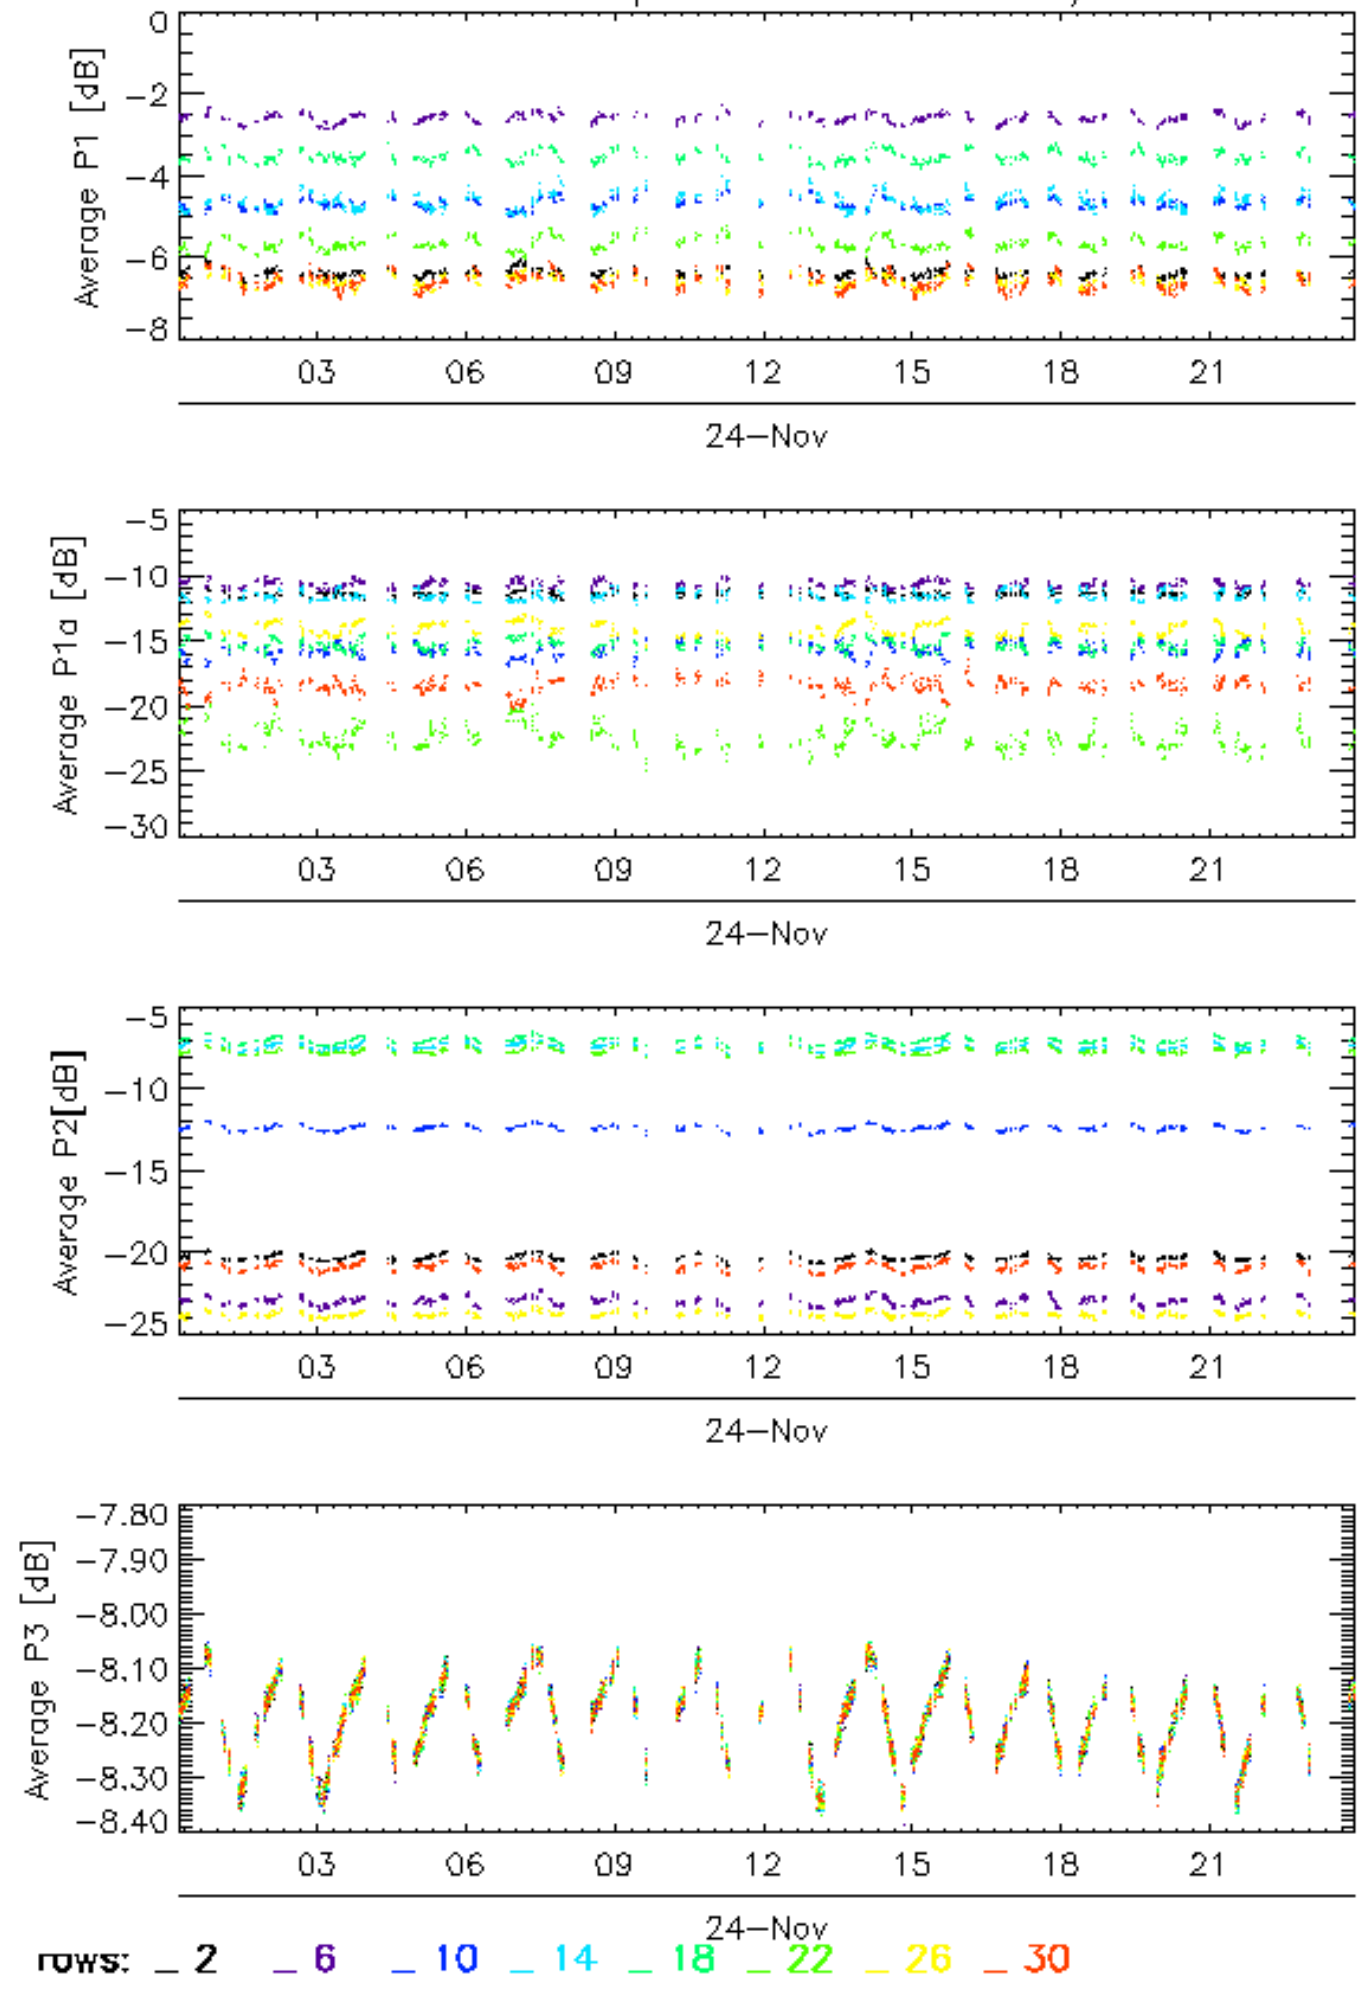 0
−2
−4
−6
−8
Average P1 [dB]
03 06 09 12 15 18 21
24−Nov
−5
−10
−15
−20
−25
−30
Average P1a [dB]
03 06 09 12 15 18 21
24−Nov
−5
−10
−15
−20
−25
Average P2[dB]
03 06 09 12 15 18 21
24−Nov
−7.80
−7.90
−8.00
−8.10
−8.20
−8.30
−8.40
Average P3 [dB]
03 06 09 12 15 18 21
24−Nov
rows: _ 2 _ 6 _ 10 _ 14 _ 18 _ 22 _ 26 _ 30